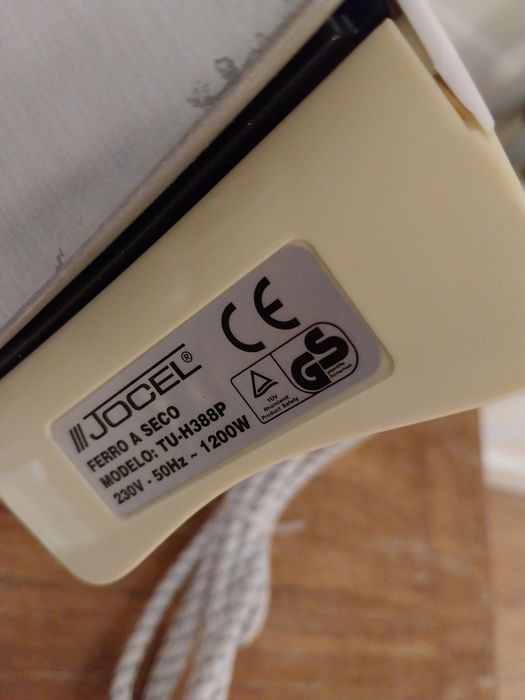 JOCEL®
FERRO A SECO
MODELO: TU-H388P
230V - 50Hz ~ 1200W
CE
TÜV
Rheinland
Product Safety
GS